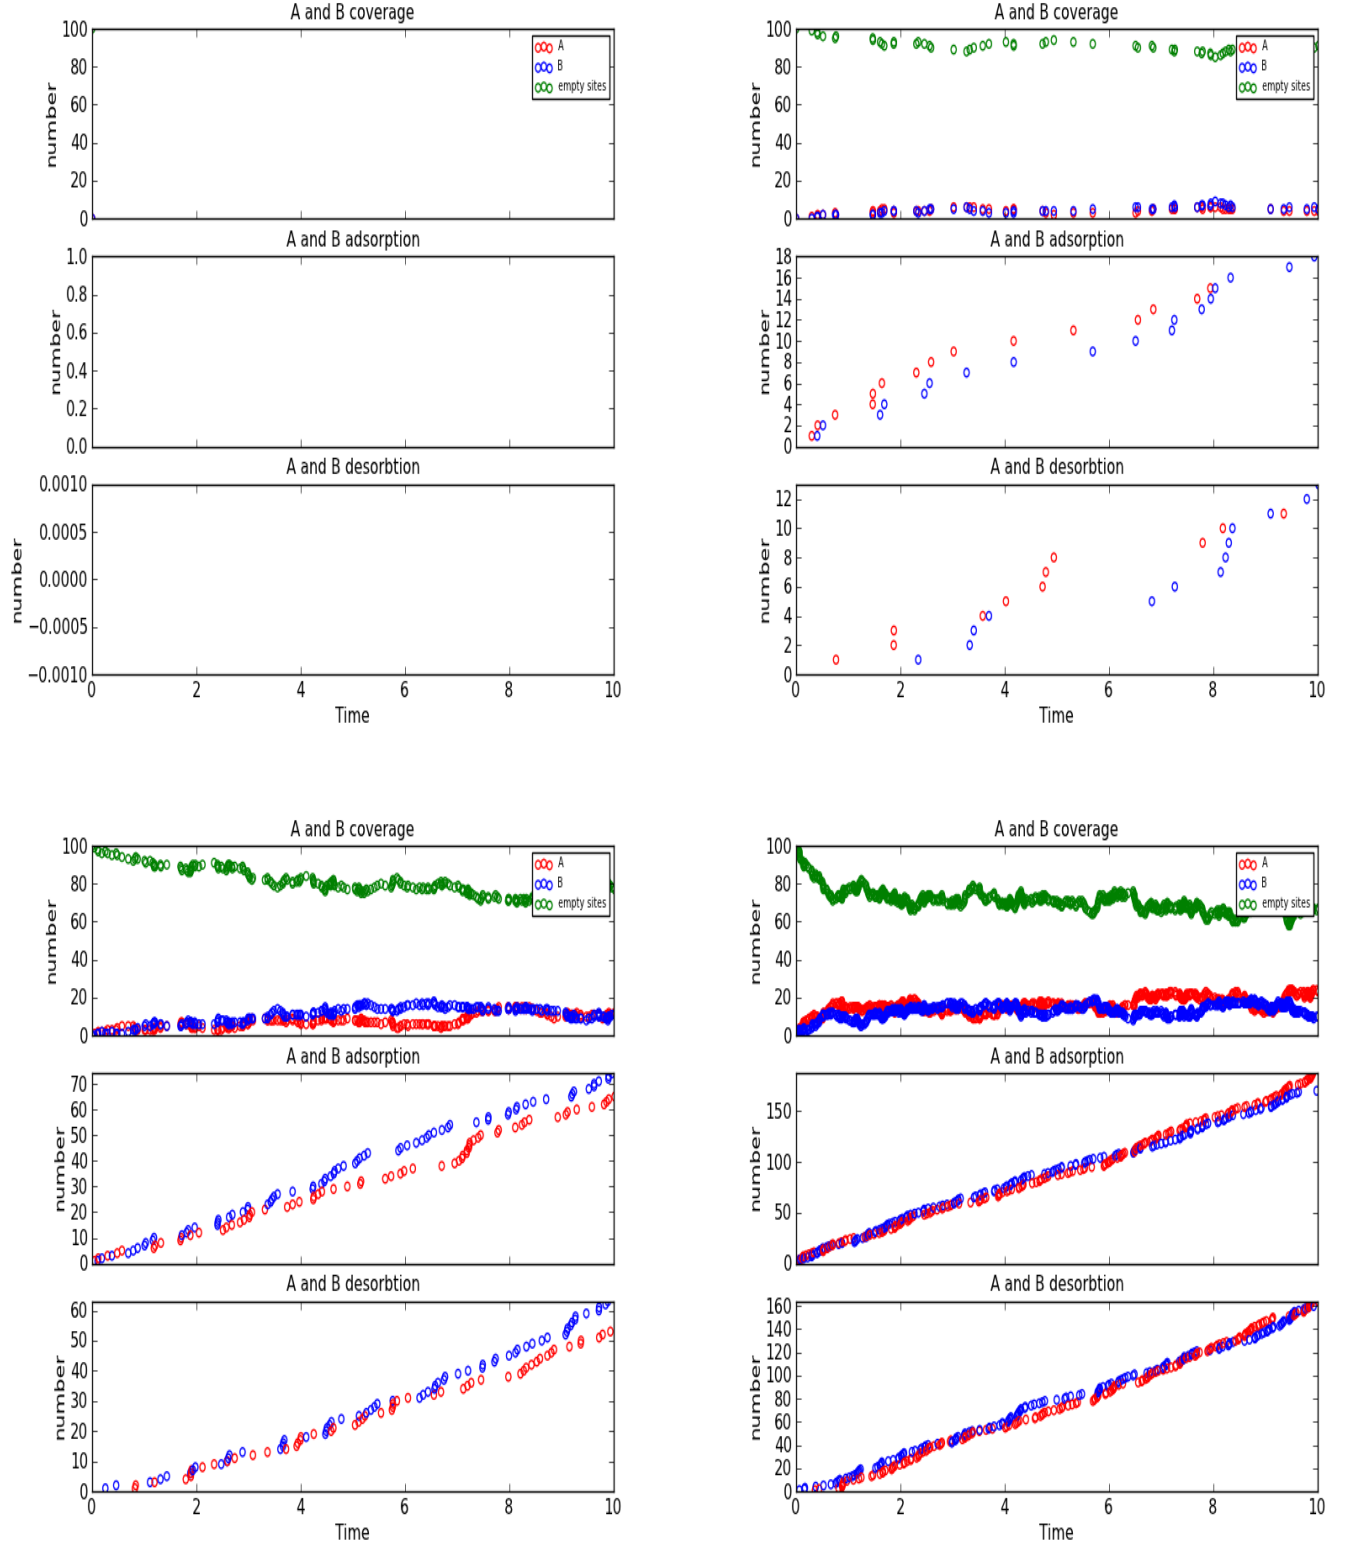 A and B coverage
number
100
80
60
40
20
0
A
B
empty sites
A and B adsorption
number
1.0
0.8
0.6
0.4
0.2
0.0
A and B desorbtion
number
0.0010
0.0005
0.0000
−0.0005
−0.0010
0 2 4 6 8 10
Time
A and B coverage
number
100
80
60
40
20
0
A
B
empty sites
A and B adsorption
number
18
16
14
12
10
8
6
4
2
0
A and B desorbtion
number
12
10
8
6
4
2
0
0 2 4 6 8 10
Time
A and B coverage
number
100
80
60
40
20
0
A
B
empty sites
A and B adsorption
number
70
60
50
40
30
20
10
0
A and B desorbtion
number
60
50
40
30
20
10
0
0 2 4 6 8 10
Time
A and B coverage
number
100
80
60
40
20
0
A
B
empty sites
A and B adsorption
number
150
100
50
0
A and B desorbtion
number
160
140
120
100
80
60
40
20
0
0 2 4 6 8 10
Time